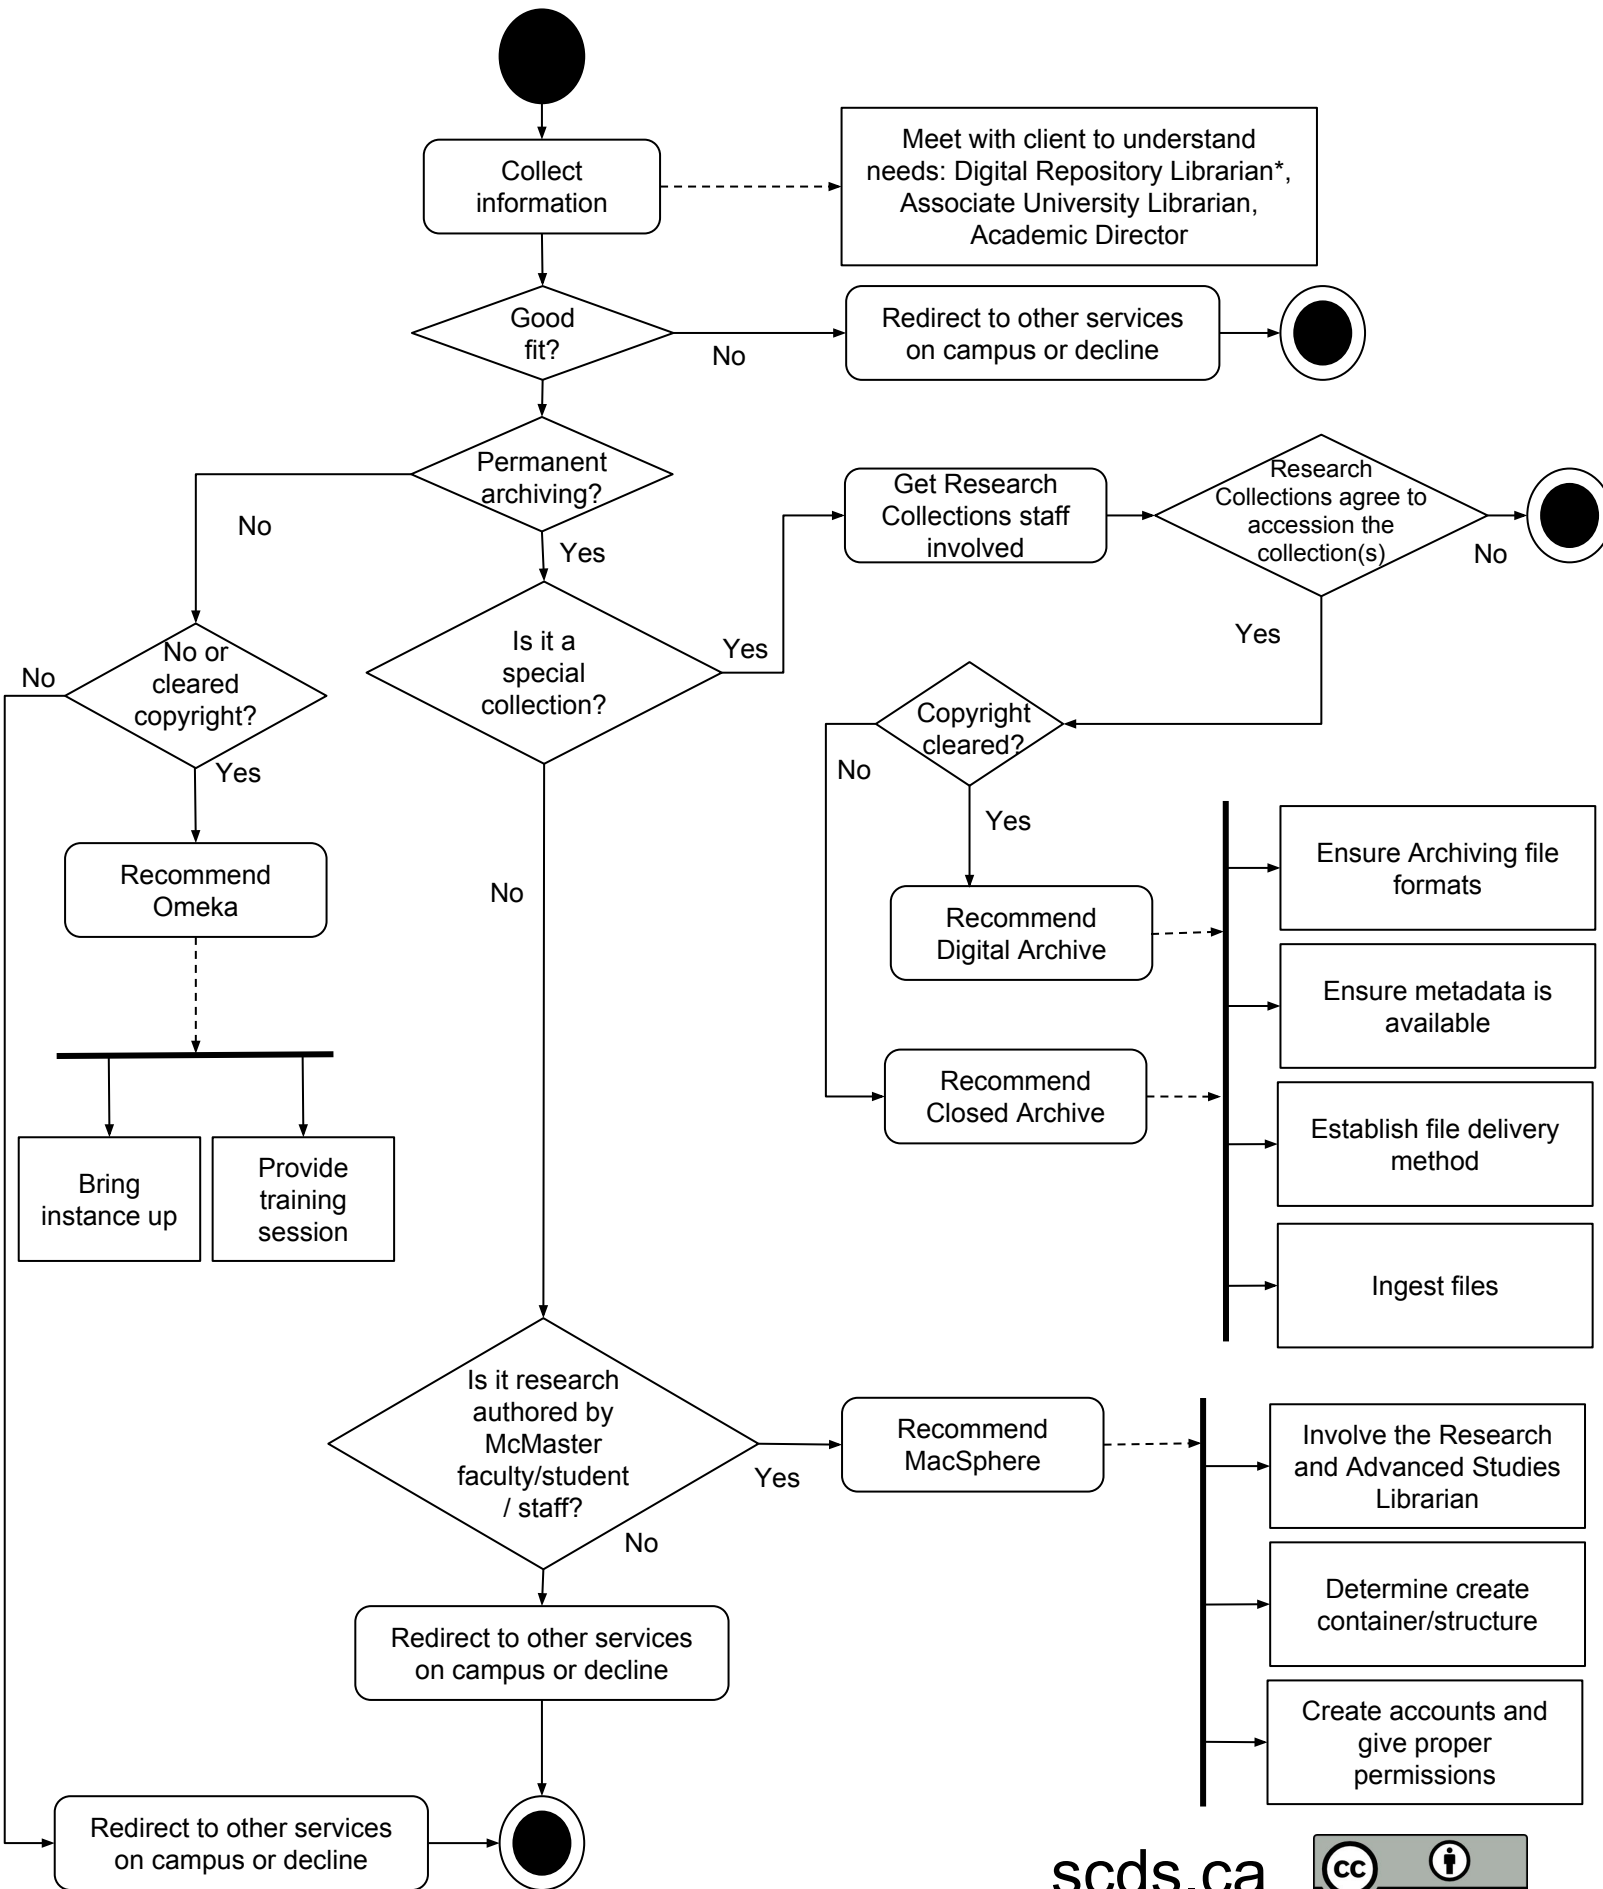 Collect
information
Meet with client to understand
needs: Digital Repository Librarian*,
Associate University Librarian,
Academic Director
Good
fit?
No
Redirect to other services
on campus or decline
Permanent
archiving?
No
Yes
Get Research
Collections staff
involved
Research
Collections agree to
accession the
collection(s)
No
Yes
No or
cleared
copyright?
No
Yes
Is it a
special
collection?
Yes
No
Copyright
cleared?
No
Yes
Recommend
Omeka
Bring
instance up
Provide
training
session
Recommend
Digital Archive
Recommend
Closed Archive
Ensure Archiving file
formats
Ensure metadata is
available
Establish file delivery
method
Ingest files
Is it research
authored by
McMaster
faculty/student
/ staff?
Yes
No
Recommend
MacSphere
Involve the Research
and Advanced Studies
Librarian
Determine create
container/structure
Create accounts and
give proper
permissions
Redirect to other services
on campus or decline
Redirect to other services
on campus or decline
scds.ca
cc